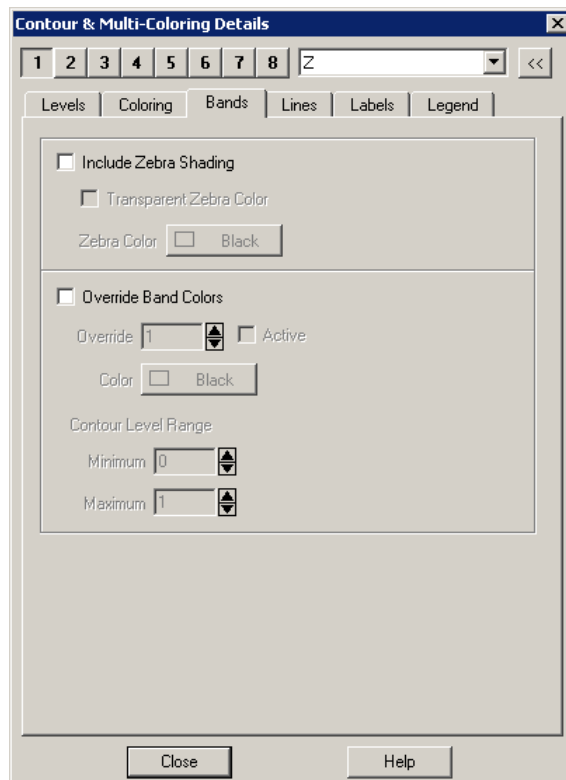 Contour & Multi-Coloring Details
1 2 3 4 5 6 7 8 Z <<
Levels Coloring Bands Lines Labels Legend
Include Zebra Shading
Transparent Zebra Color
Zebra Color Black
Override Band Colors
Override 1 Active
Color Black
Contour Level Range
Minimum 0
Maximum 1
Close Help